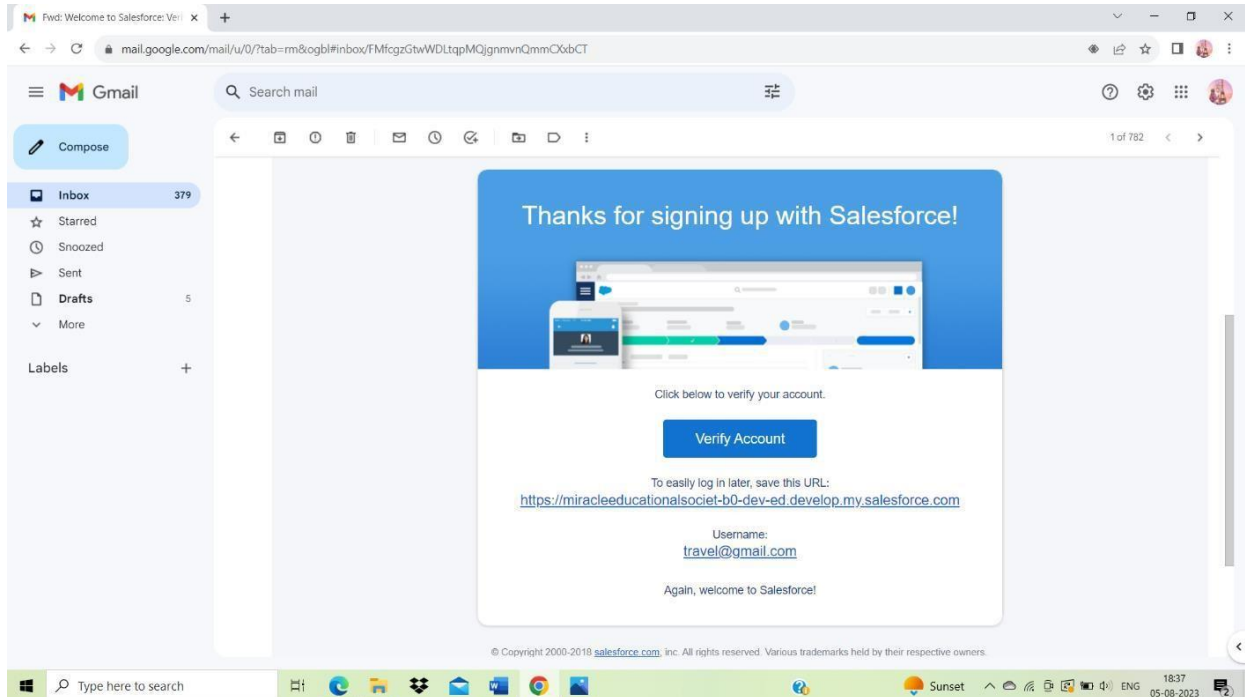 Fwd: Welcome to Salesforce: Veri
mail.google.com/mail/u/0/?tab=rm&ogbl#inbox/FMfcgzGtwWDLtqpMQjgnmvnQmmCXxbCT
Gmail
Search mail
Compose
1 of 782
Inbox 379
Starred
Snoozed
Sent
Drafts 5
More
Labels
Thanks for signing up with Salesforce!
Click below to verify your account.
Verify Account
To easily log in later, save this URL:
https://miracleeducationalsociet-b0-dev-ed.develop.my.salesforce.com
Username:
travel@gmail.com
Again, welcome to Salesforce!
© Copyright 2000-2018 salesforce.com, inc. All rights reserved. Various trademarks held by their respective owners.
Type here to search
Sunset
ENG
18:37
05-08-2023
2